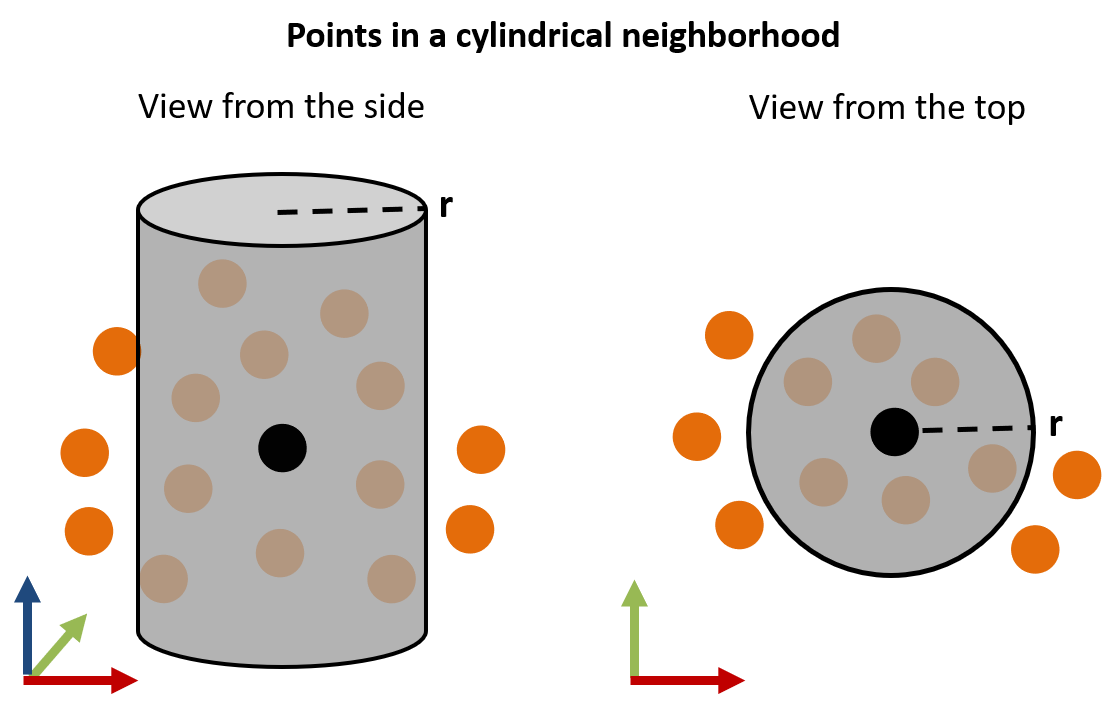 Points in a cylindrical neighborhood
View from the side
View from the top
r
r